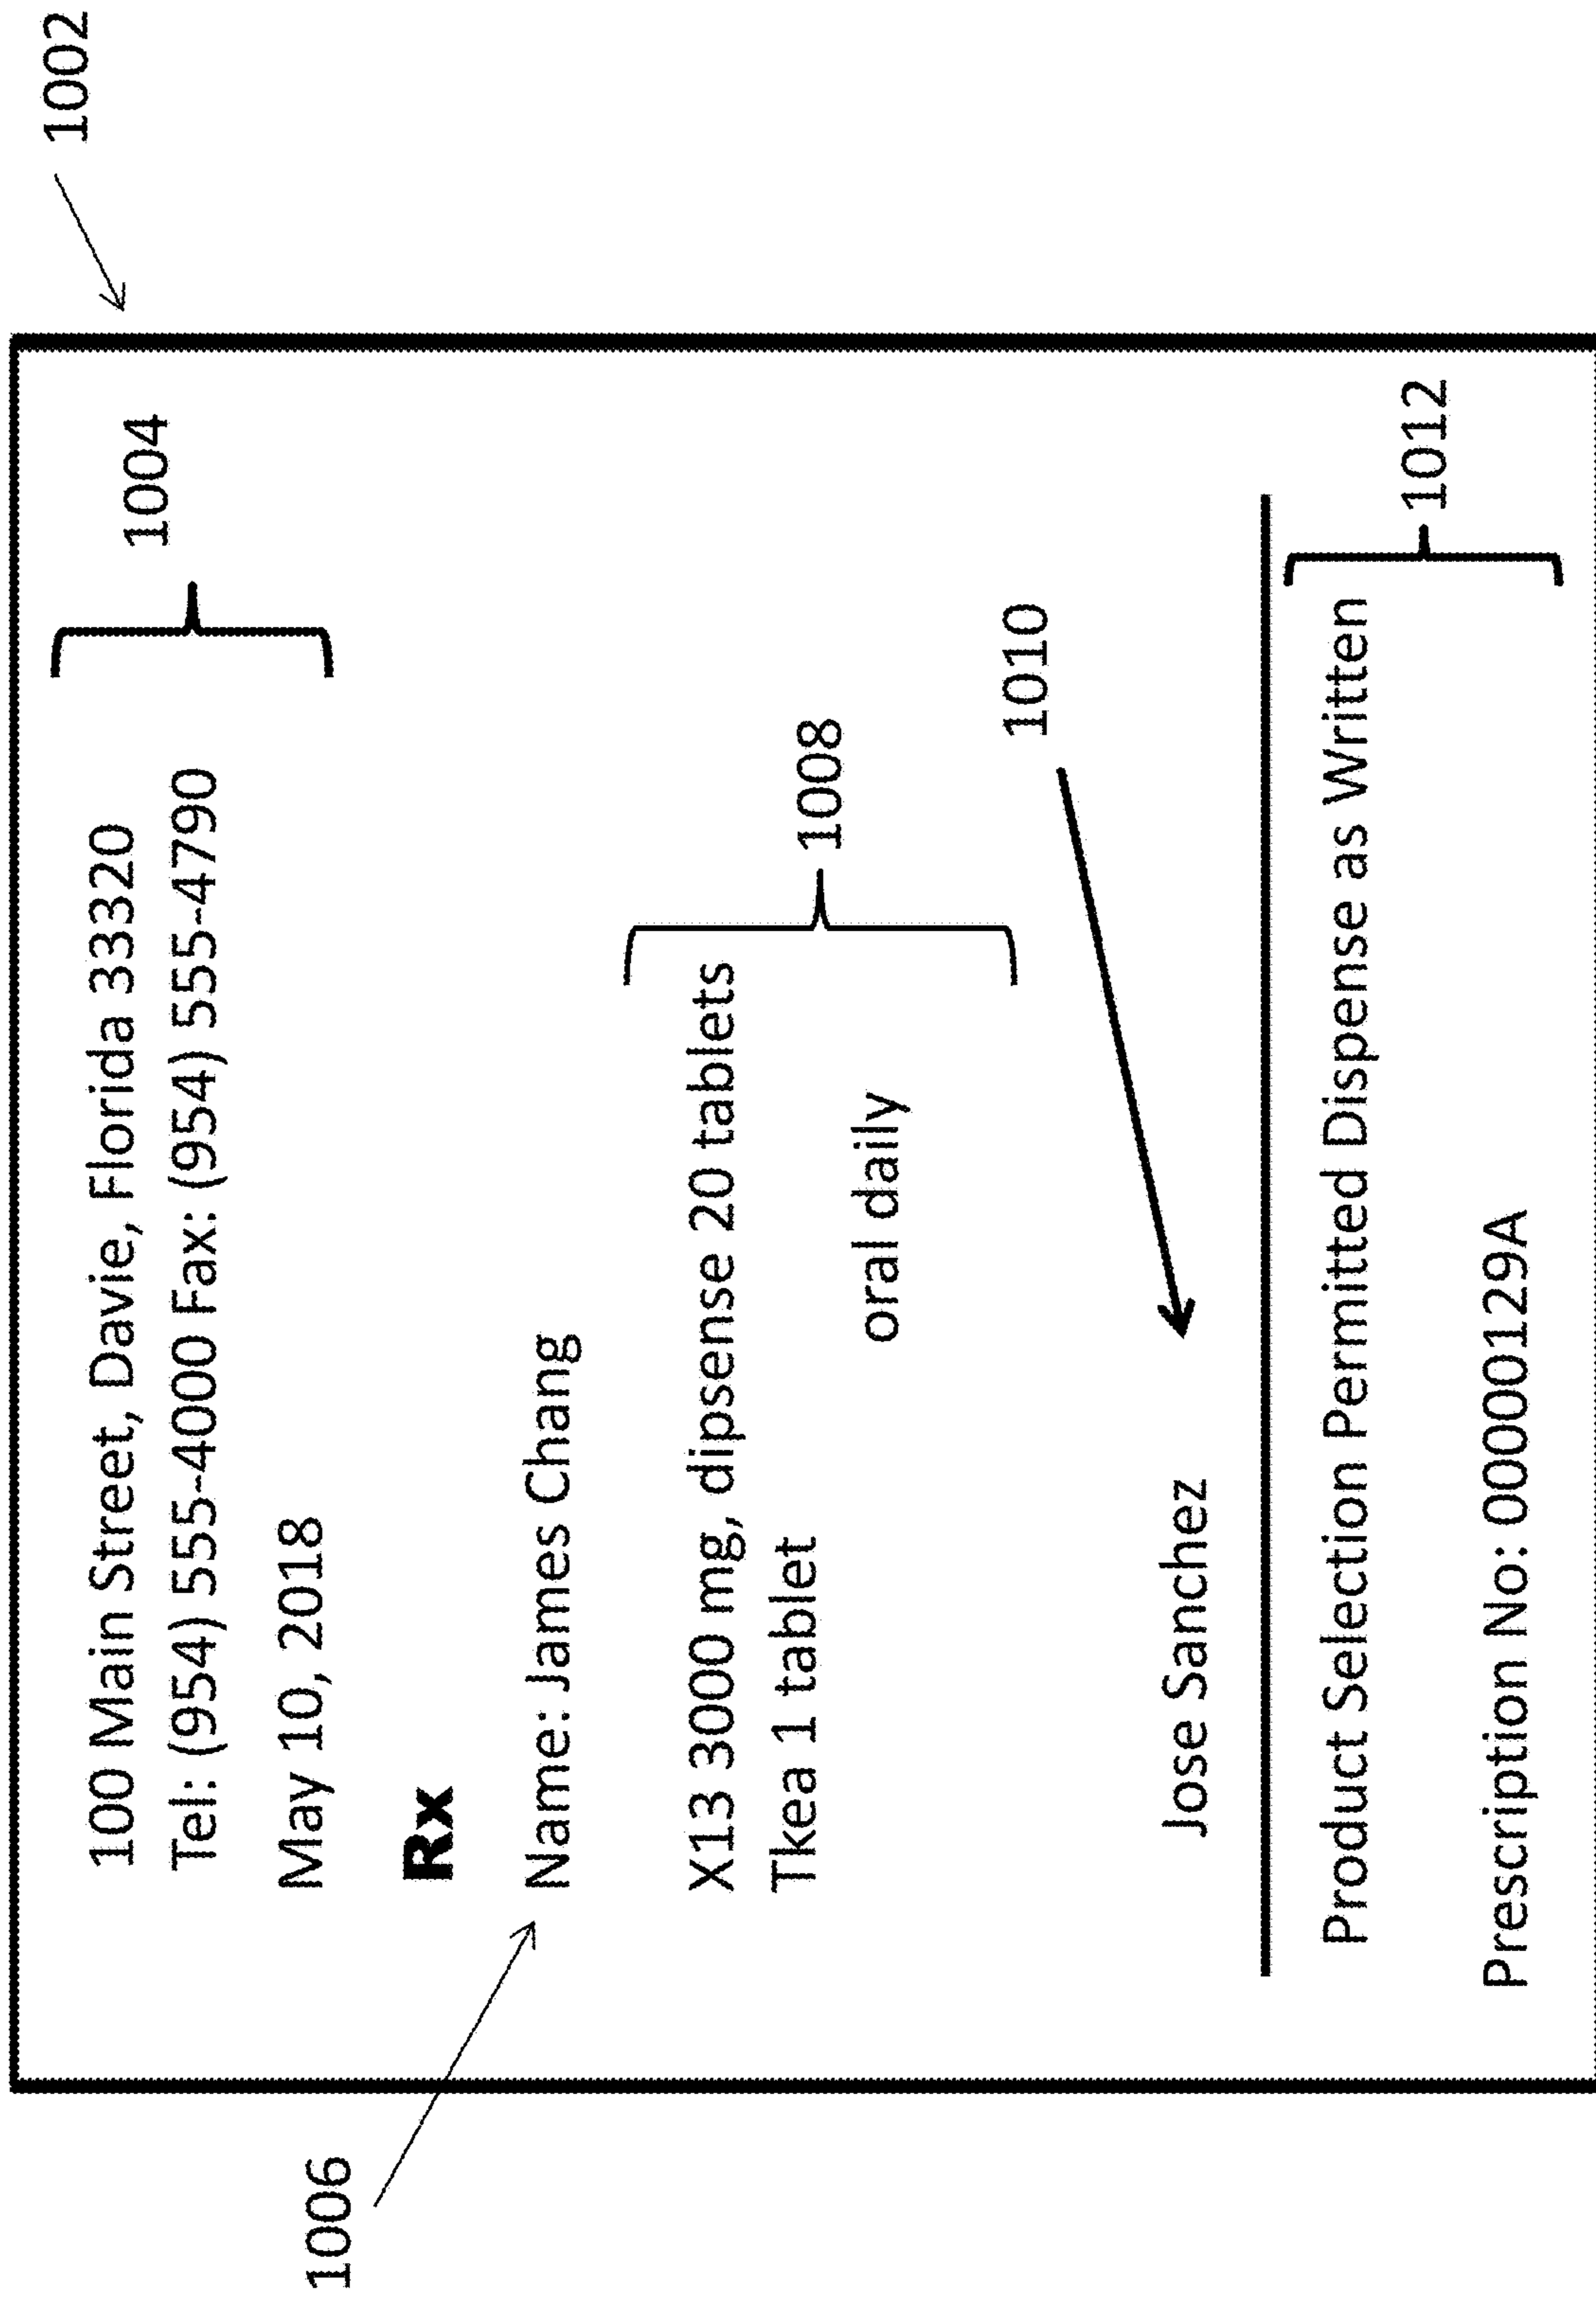 1002
100 Main Street, Davie, Florida 33320
Tel: (954) 555-4000 Fax: (954) 555-4790
1004
May 10, 2018
Rx
1006
Name: James Chang
X13 3000 mg, dipsense 20 tablets
Tkea 1 tablet
1008
oral daily
1010
Jose Sanchez
Product Selection Permitted Dispense as Written
1012
Prescription No: 00000129A